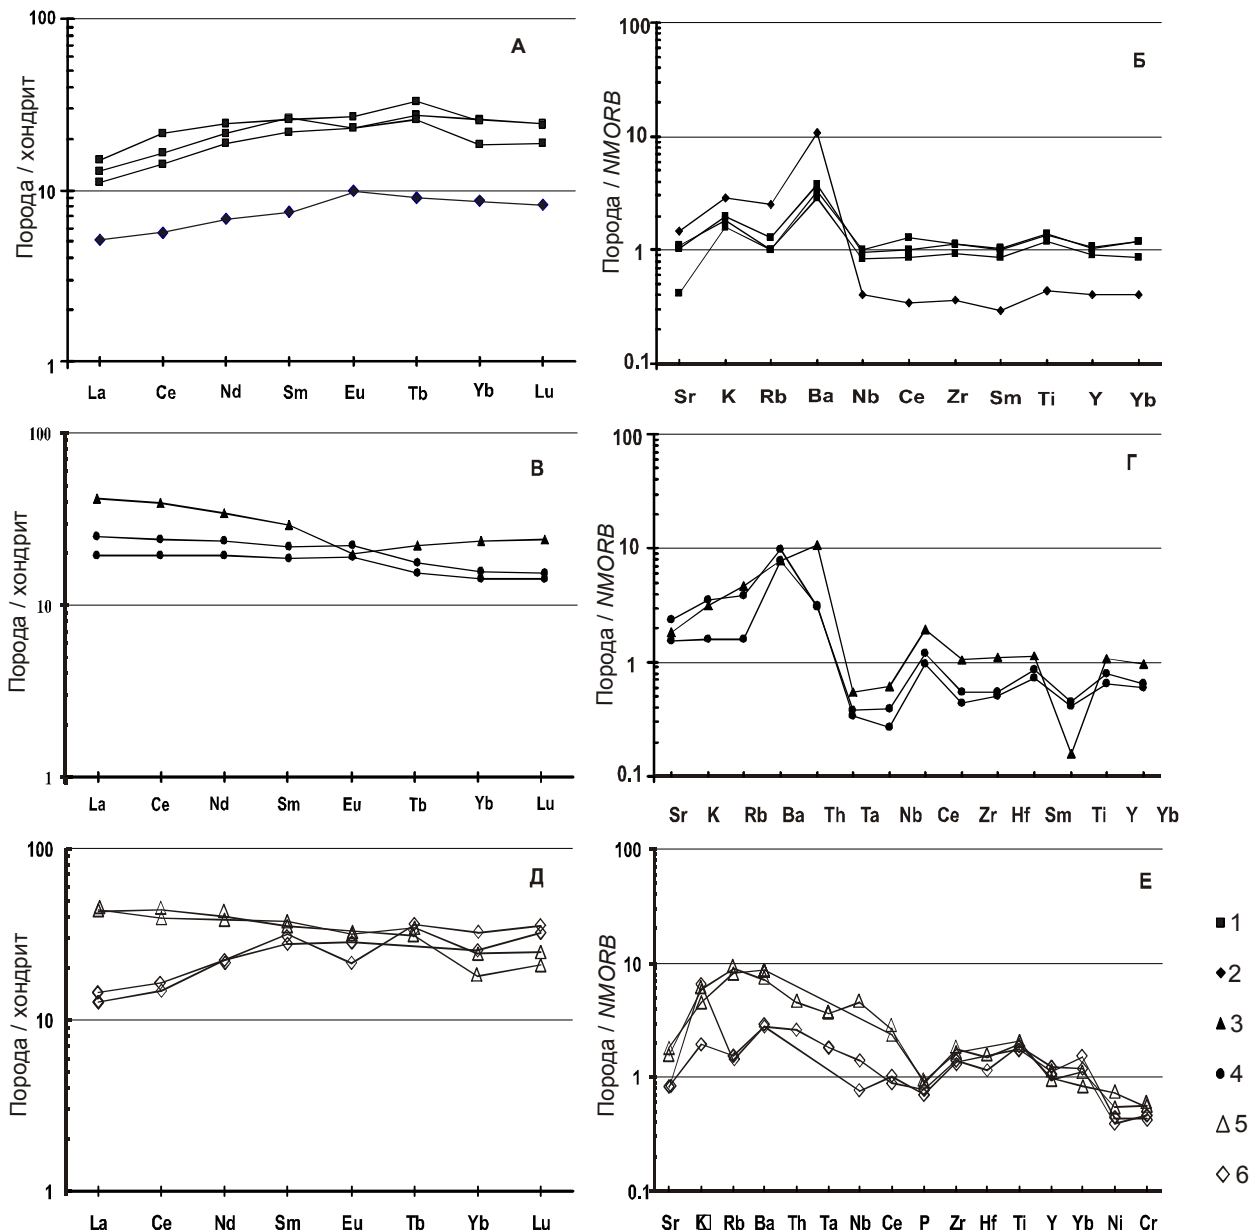 100
А
10
1
Порода / хондрит
La Ce Nd Sm Eu Tb Yb Lu
100
Б
10
1
0.1
Порода / NMORB
Sr K Rb Ba Nb Ce Zr Sm Ti Y Yb
100
В
10
1
Порода / хондрит
La Ce Nd Sm Eu Tb Yb Lu
100
Г
10
1
0.1
Порода / NMORB
Sr K Rb Ba Th Ta Nb Ce Zr Hf Sm Ti Y Yb
100
Д
10
1
Порода / хондрит
La Ce Nd Sm Eu Tb Yb Lu
100
Е
10
1
0.1
Порода / NMORB
Sr K Rb Ba Th Ta Nb Ce P Zr Hf Ti Y Yb Ni Cr
1
2
3
4
5
6